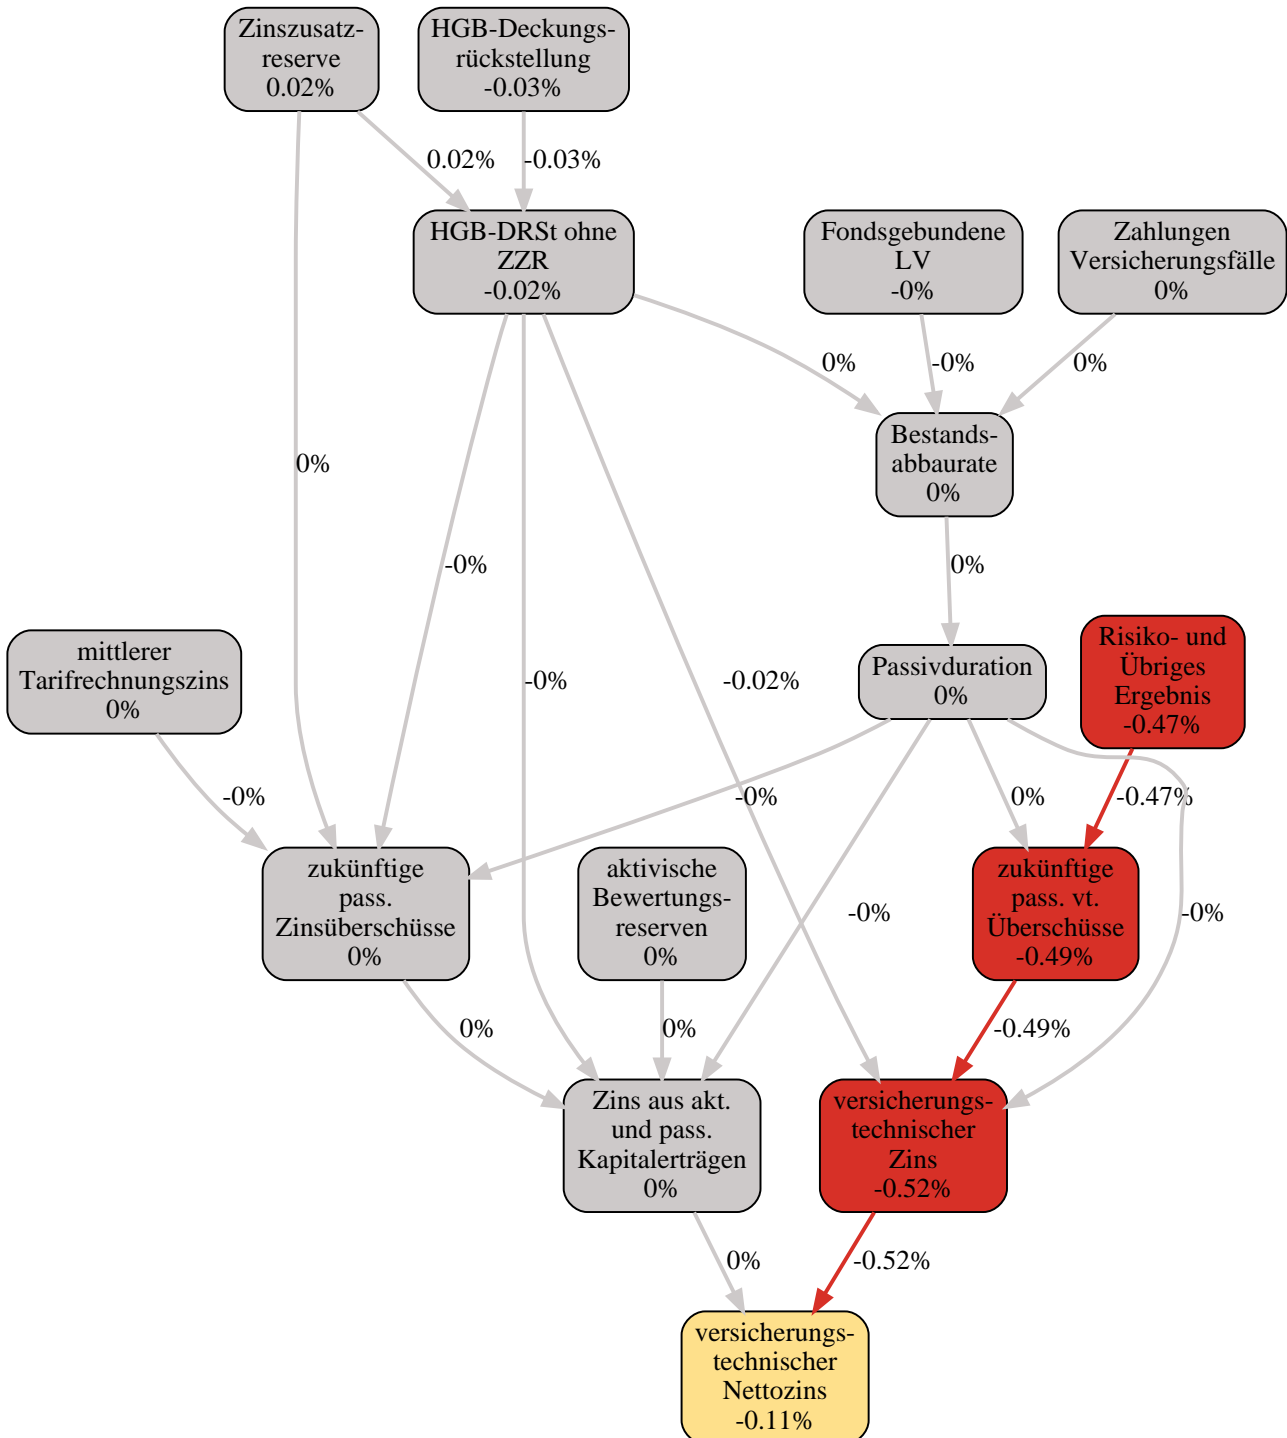 Zinszusatz-
reserve
0.02%
HGB-Deckungs-
rückstellung
-0.03%
0.02%
-0.03%
HGB-DRSt ohne
ZZR
-0.02%
Fondsgebundene
LV
-0%
Zahlungen
Versicherungsfälle
0%
0%
-0%
0%
Bestands-
abbaurate
0%
0%
-0%
0%
mittlerer
Tarifrechnungszins
0%
-0%
-0.02%
Passivduration
0%
Risiko- und
Übriges
Ergebnis
-0.47%
-0%
-0%
0%
-0.47%
zukünftige
pass.
Zinsüberschüsse
0%
aktivische
Bewertungs-
reserven
0%
-0%
zukünftige
pass. vt.
Überschüsse
-0.49%
-0%
0%
0%
-0.49%
Zins aus akt.
und pass.
Kapitalerträgen
0%
versicherungs-
technischer
Zins
-0.52%
0%
-0.52%
versicherungs-
technischer
Nettozins
-0.11%